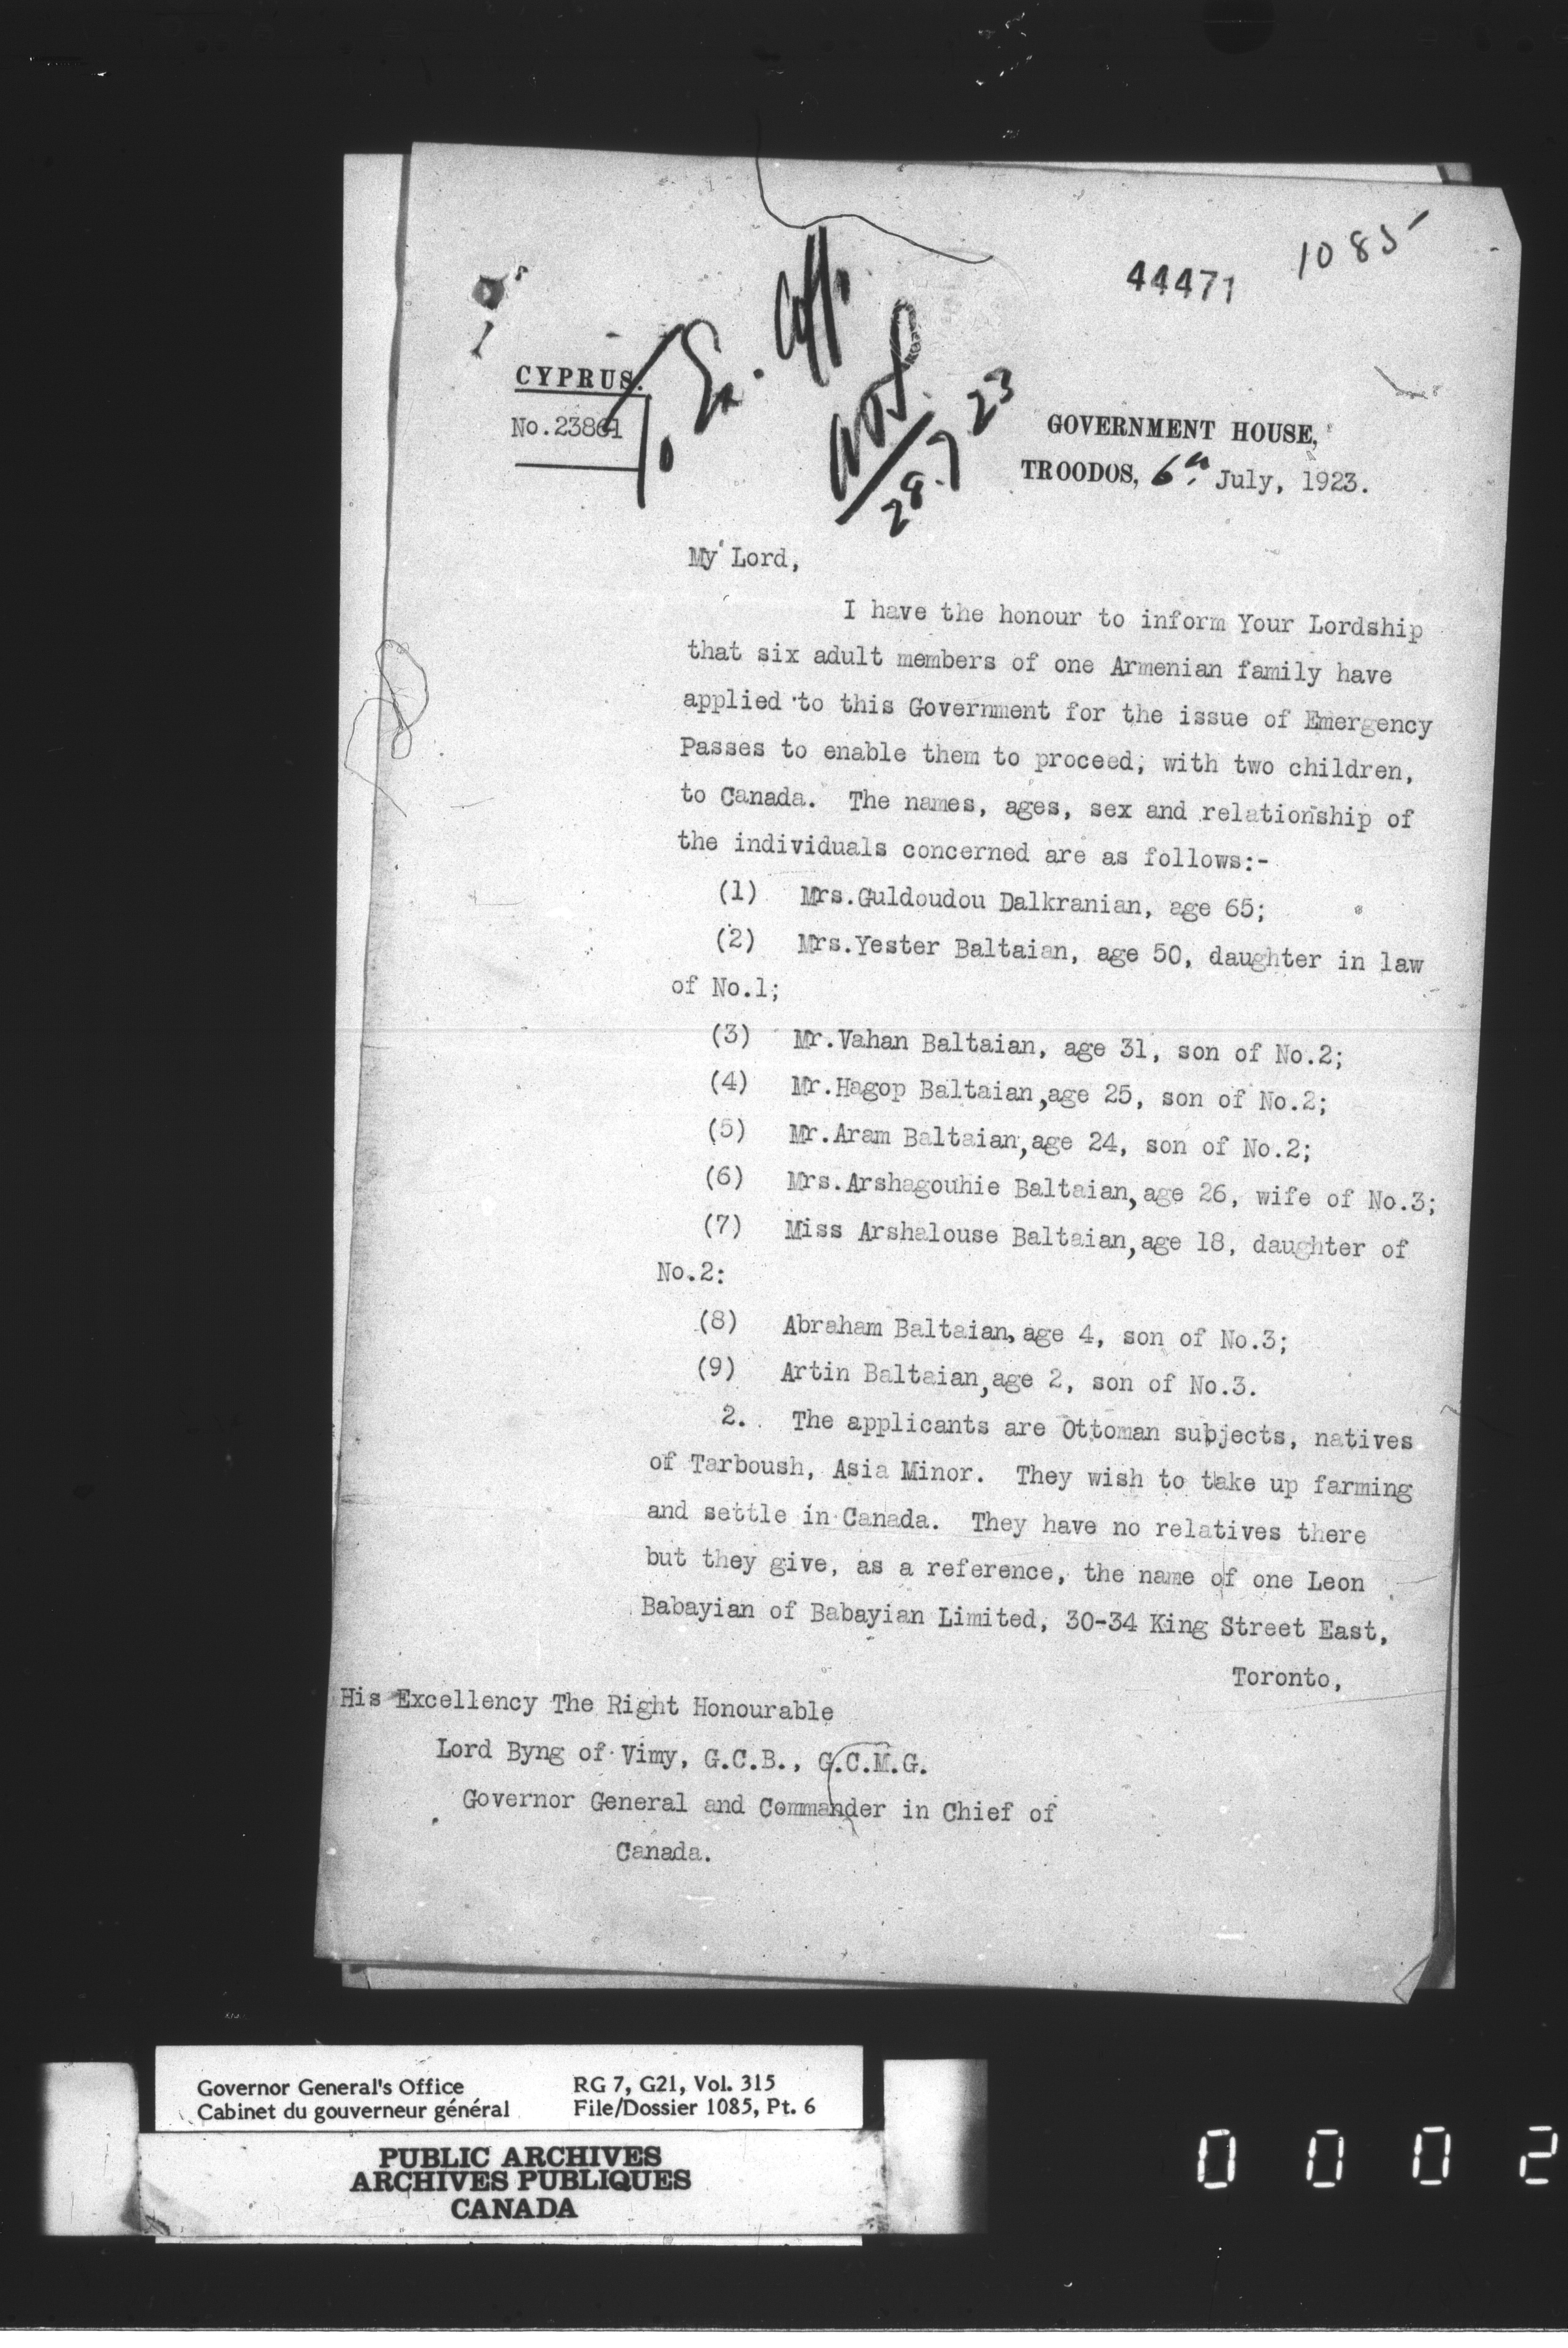 1085
44471
CYPRUS.
No.23861
28.7.23
GOVERNMENT HOUSE,
TROODOS, 6th July, 1923.
My Lord,
I have the honour to inform Your Lordship
that six adult members of one Armenian family have
applied to this Government for the issue of Emergency
Passes to enable them to proceed, with two children,
to Canada. The names, ages, sex and relationship of
the individuals concerned are as follows:-
(1) Mrs.Guldoudou Dalkranian, age 65;
(2) Mrs.Yester Baltaian, age 50, daughter in law
of No.1;
(3) Mr.Vahan Baltaian, age 31, son of No.2;
(4) Mr.Hagop Baltaian,age 25, son of No.2;
(5) Mr.Aram Baltaian,age 24, son of No.2;
(6) Mrs.Arshagouhie Baltaian,age 26, wife of No.3;
(7) Miss Arshalouse Baltaian,age 18, daughter of
No.2:
(8) Abraham Baltaian,age 4, son of No.3;
(9) Artin Baltaian,age 2, son of No.3.
2. The applicants are Ottoman subjects, natives
of Tarboush, Asia Minor. They wish to take up farming
and settle in Canada. They have no relatives there
but they give, as a reference, the name of one Leon
Babayian of Babayian Limited, 30-34 King Street East,
Toronto,
His Excellency The Right Honourable
Lord Byng of Vimy, G.C.B., G.C.M.G.
Governor General and Commander in Chief of
Canada.
Governor General's Office RG 7, G21, Vol. 315
Cabinet du gouverneur général File/Dossier 1085, Pt. 6
PUBLIC ARCHIVES
ARCHIVES PUBLIQUES
CANADA
0002